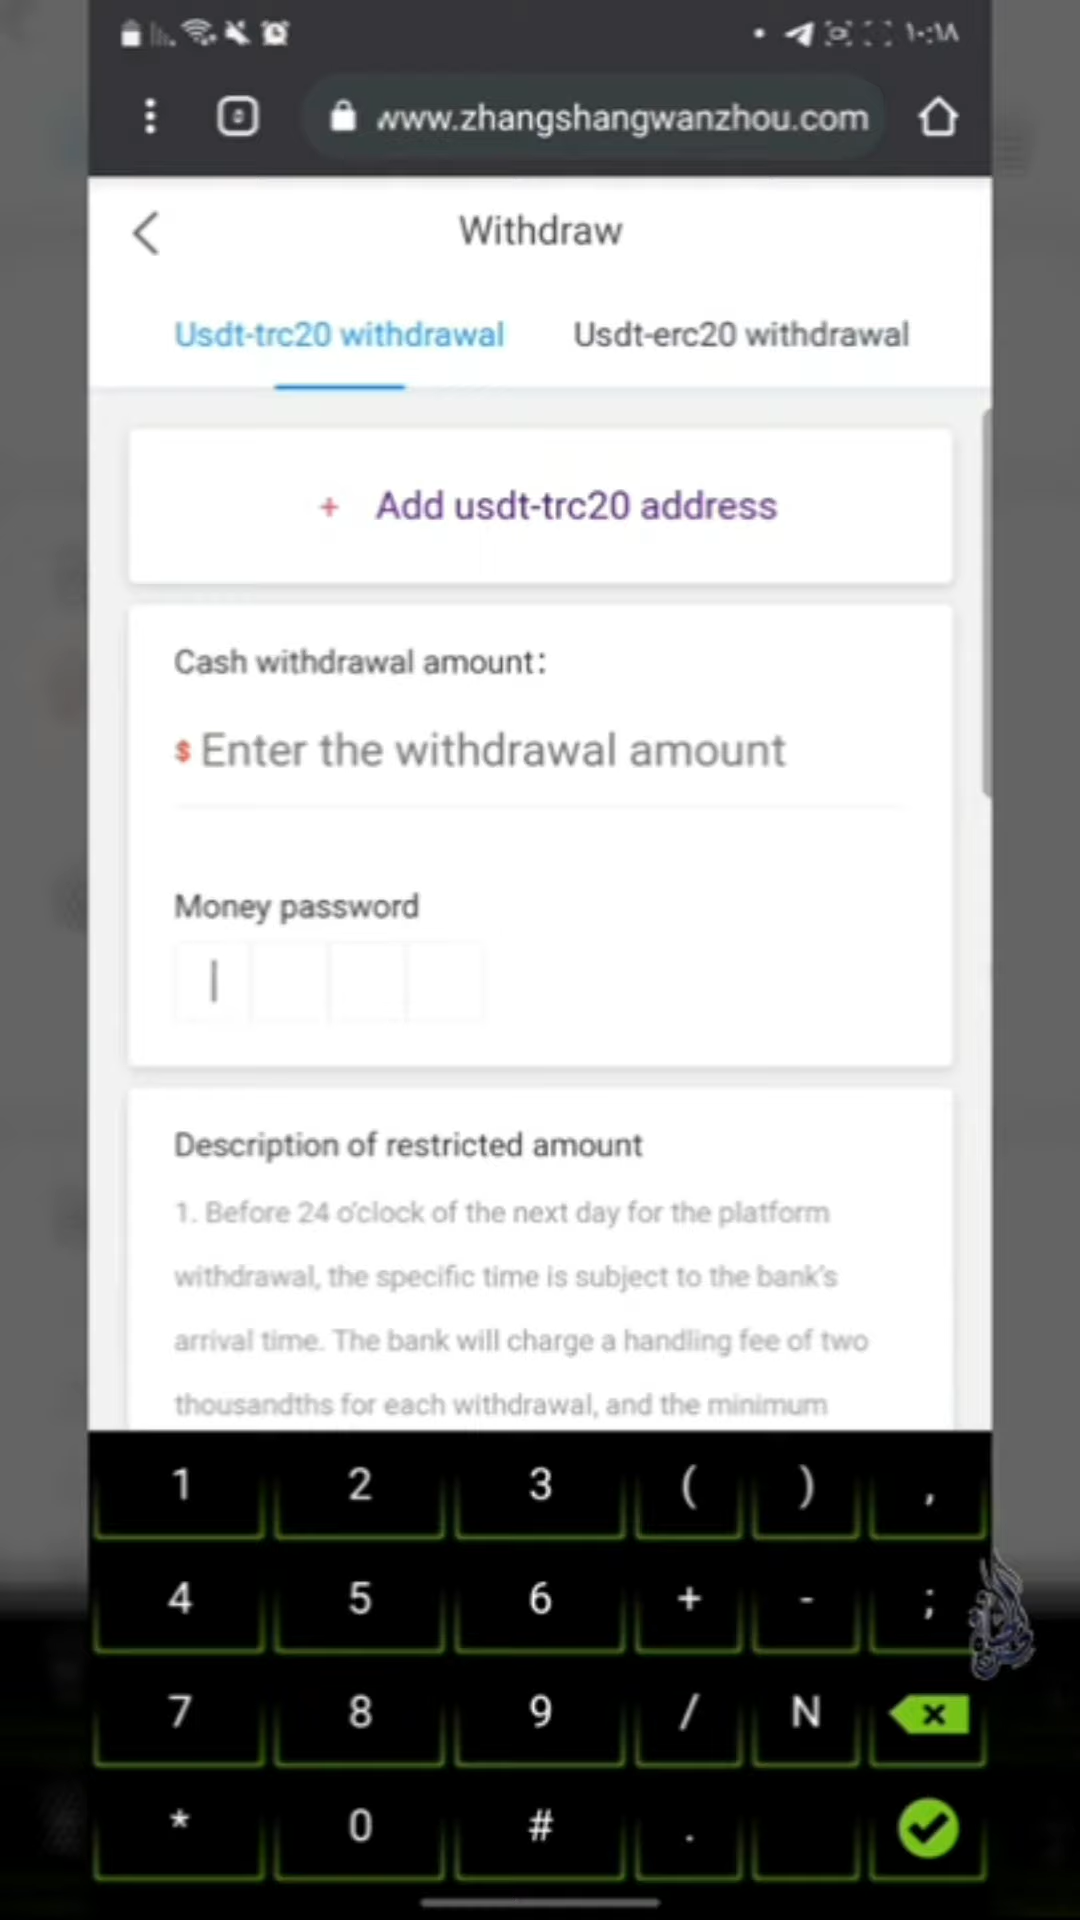 ١٠:١٨
www.zhangshangwanzhou.com
Withdraw
Usdt-trc20 withdrawal
Usdt-erc20 withdrawal
+ Add usdt-trc20 address
Cash withdrawal amount:
$ Enter the withdrawal amount
Money password
Description of restricted amount
1. Before 24 o'clock of the next day for the platform
withdrawal, the specific time is subject to the bank's
arrival time. The bank will charge a handling fee of two
thousandths for each withdrawal, and the minimum
1 2 3 ( ) ,
4 5 6 + - ;
7 8 9 / N
* 0 # .